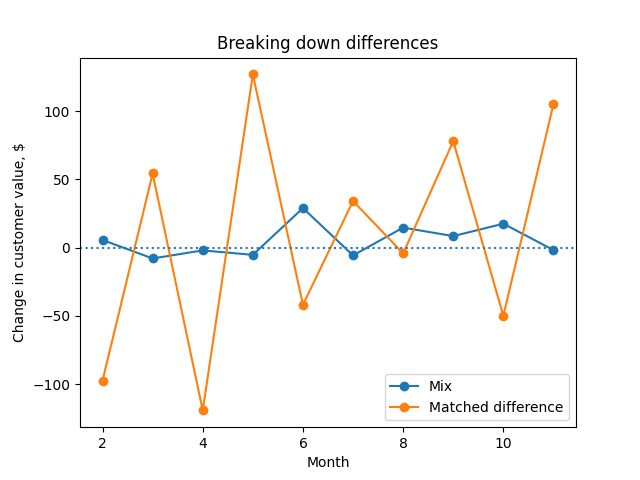 Breaking down differences
Change in customer value, $
100
50
0
−50
−100
2
4
6
8
10
Month
Mix
Matched difference